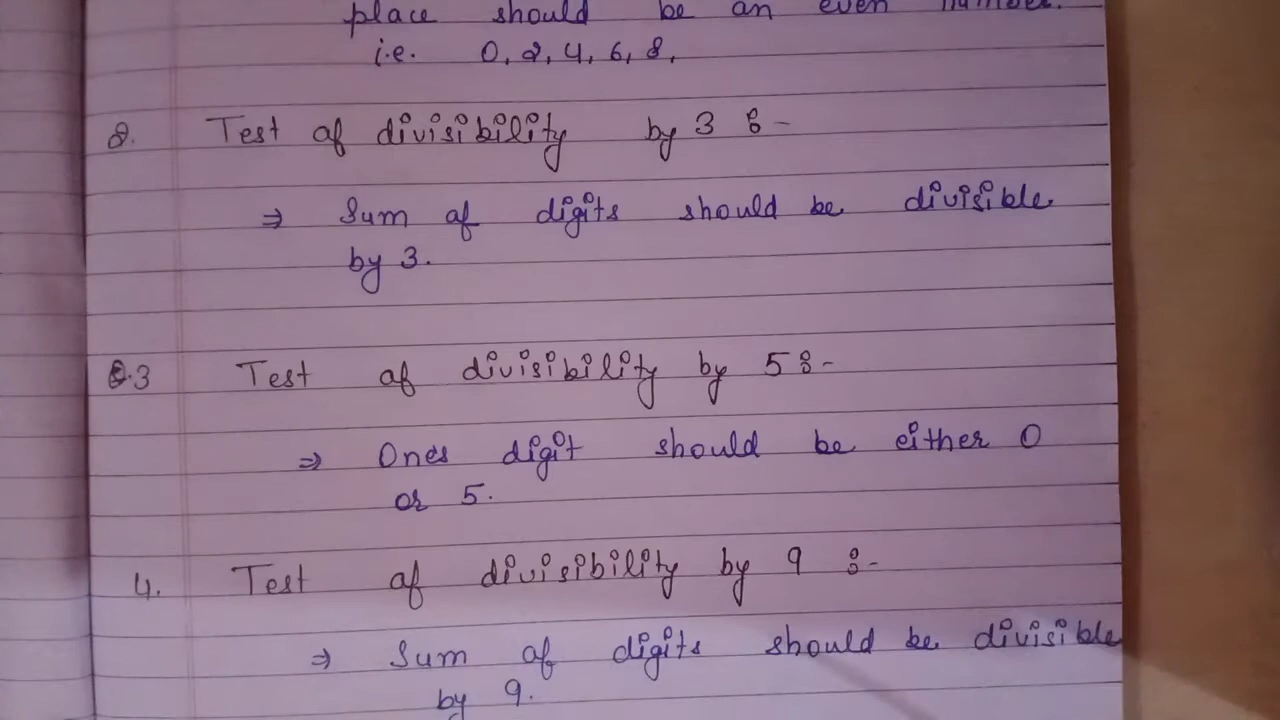 place should be an even number.
i.e. 0, 2, 4, 6, 8,
2. Test of divisibility by 3 :-
⇒ Sum of digits should be divisible
by 3.
3 Test of divisibility by 5 :-
⇒ Ones digit should be either 0
or 5.
4. Test of divisibility by 9 :-
⇒ Sum of digits should be divisible
by 9.